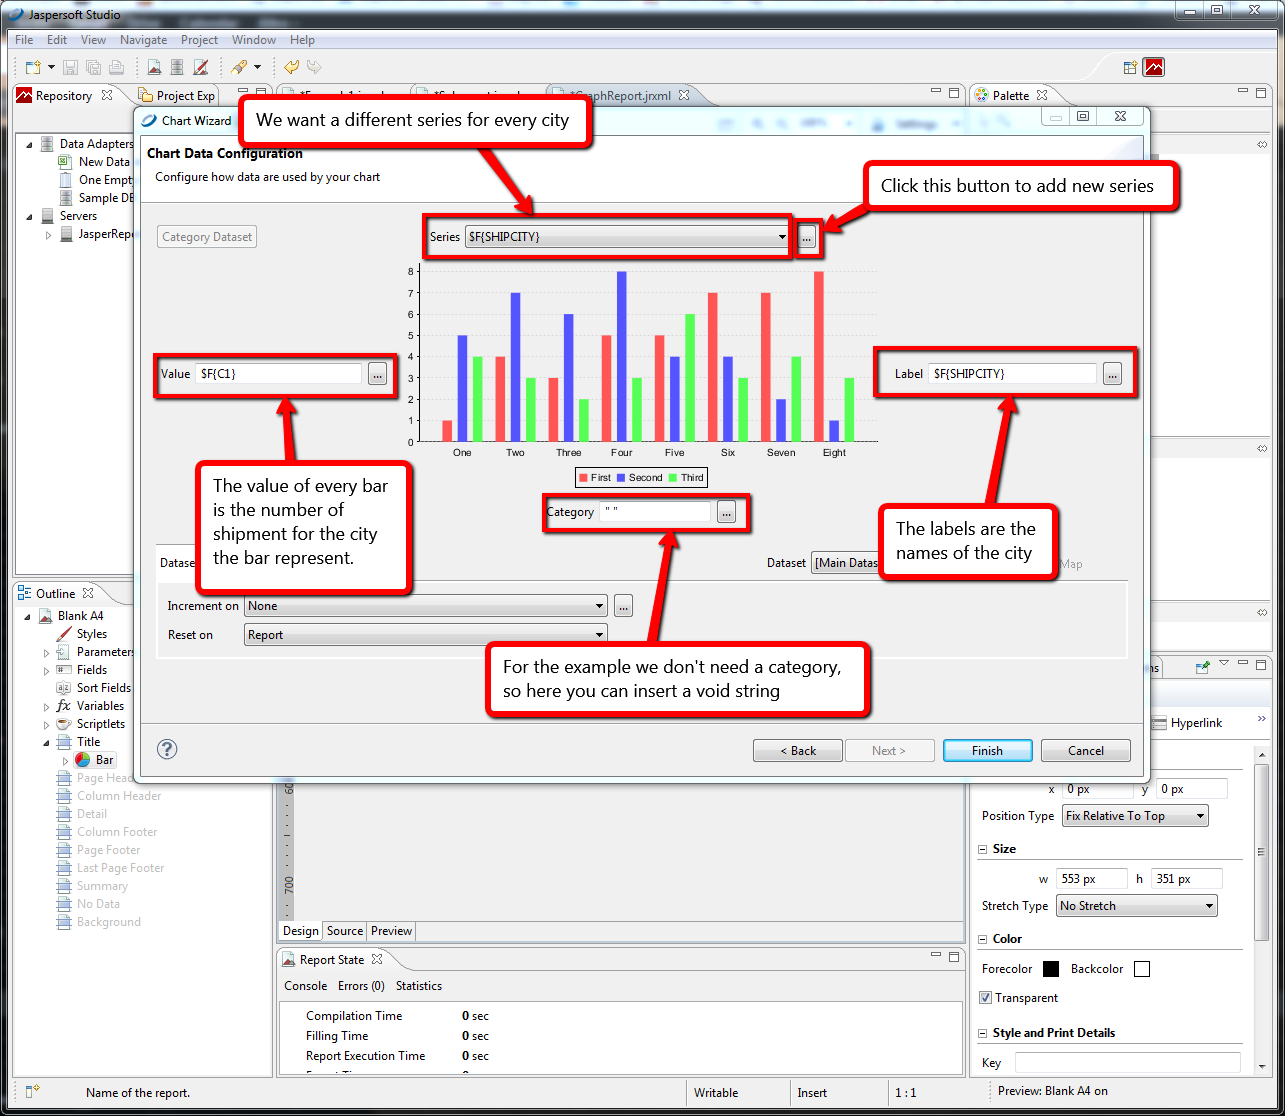 Jaspersoft Studio
File Edit View Navigate Project Window Help
Repository
Project Exp
*GraphReport.jrxml
Palette
Chart Wizard
We want a different series for every city
Chart Data Configuration
Configure how data are used by your chart
Click this button to add new series
Data Adapters
New Data
One Empty
Sample DB
Servers
JasperRepo
Category Dataset
Series $F{SHIPCITY} ...
8
7
6
5
4
3
2
1
0
One Two Three Four Five Six Seven Eight
First Second Third
Value $F{C1} ...
Label $F{SHIPCITY} ...
Category " " ...
The value of every bar
is the number of
shipment for the city
the bar represent.
The labels are the
names of the city
Dataset [Main Datas
Map
Increment on None ...
Reset on Report
For the example we don't need a category,
so here you can insert a void string
< Back Next > Finish Cancel
Outline
Blank A4
Styles
Parameters
Fields
Sort Fields
Variables
Scriptlets
Title
Bar
Page Head
Column Header
Detail
Column Footer
Page Footer
Last Page Footer
Summary
No Data
Background
700
Design Source Preview
Report State
Console Errors (0) Statistics
Compilation Time 0 sec
Filling Time 0 sec
Report Execution Time 0 sec
Hyperlink
x 0 px y 0 px
Position Type Fix Relative To Top
Size
w 553 px h 351 px
Stretch Type No Stretch
Color
Forecolor Backcolor
Transparent
Style and Print Details
Key
Name of the report.
Writable
Insert
1 : 1
Preview: Blank A4 on